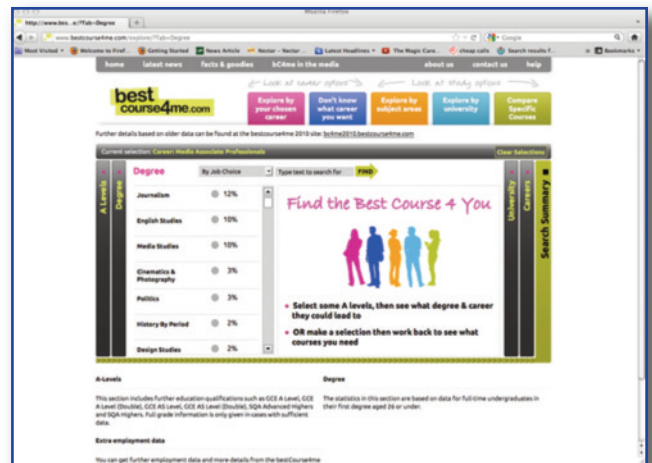 Mozilla Firefox
http://www.bes...e/?Tab=Degree
www.bestcourse4me.com/explore/?Tab=Degree
Google
Most Visited
Welcome to Firef...
Getting Started
News Article
Nectar - Nectar ...
Latest Headlines
The Magic Care...
cheap calls
Search results f...
Bookmarks
home latest news facts & goodies bC4me in the media about us contact us help
Look at career options
Look at study options
best
course4me.com
Explore by your chosen career
Don't know what career you want
Explore by subject areas
Explore by university
Compare Specific Courses
Further details based on older data can be found at the bestcourse4me 2010 site: bc4me2010.bestcourse4me.com
Current selection: Career: Media Associate Professionals
Clear Selections
A Levels
Degree
Degree
By Job Choice
Type text to search for
FIND
Journalism 12%
English Studies 10%
Media Studies 10%
Cinematics &
Photography 3%
Politics 3%
History By Period 2%
Design Studies 2%
Find the Best Course 4 You
Select some A levels, then see what degree & career
they could lead to
OR make a selection then work back to see what
courses you need
University
Careers
Search Summary
A-Levels
This section includes further education qualifications such as GCE A Level, GCE
A Level (Double), GCE AS Level, GCE AS Level (Double), SQA Advanced Highers
and SQA Highers. Full grade information is only given in cases with sufficient
data.
Degree
The statistics in this section are based on data for full-time undergraduates in
their first degree aged 26 or under.
Extra employment data
You can get further employment data and more details from the bestCourse4me